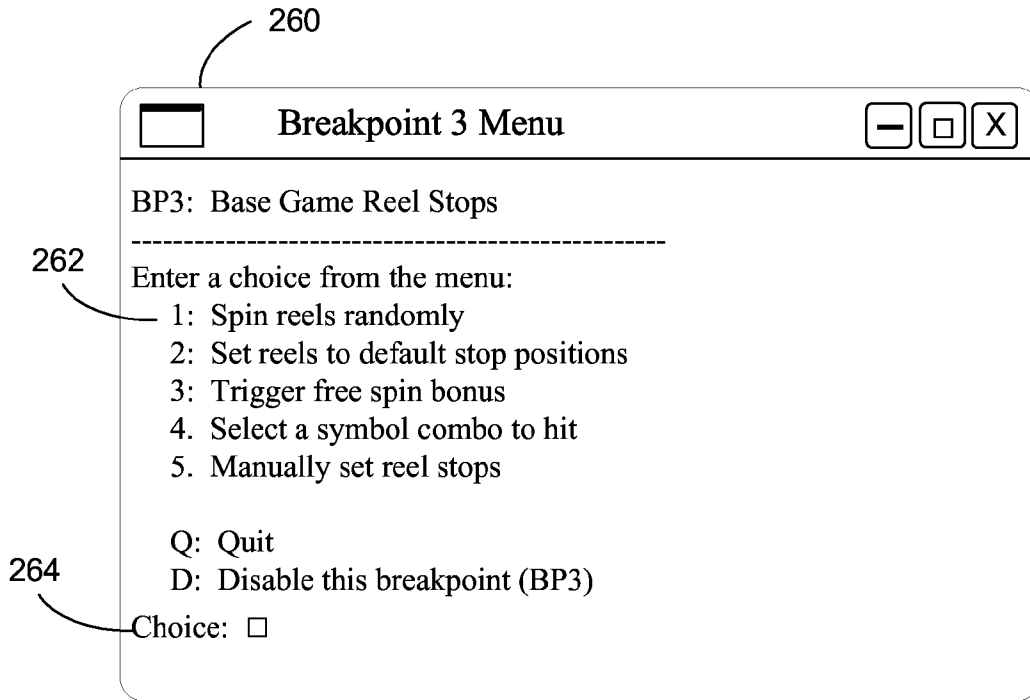 260
Breakpoint 3 Menu
X
BP3: Base Game Reel Stops
---------------------------------------------------
262
Enter a choice from the menu:
1: Spin reels randomly
2: Set reels to default stop positions
3: Trigger free spin bonus
4. Select a symbol combo to hit
5. Manually set reel stops
Q: Quit
264
D: Disable this breakpoint (BP3)
Choice: □